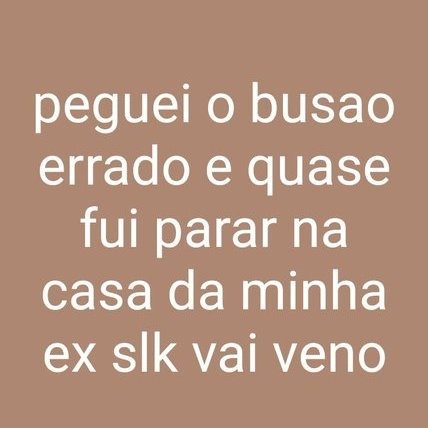 peguei o busao
errado e quase
fui parar na
casa da minha
ex slk vai veno